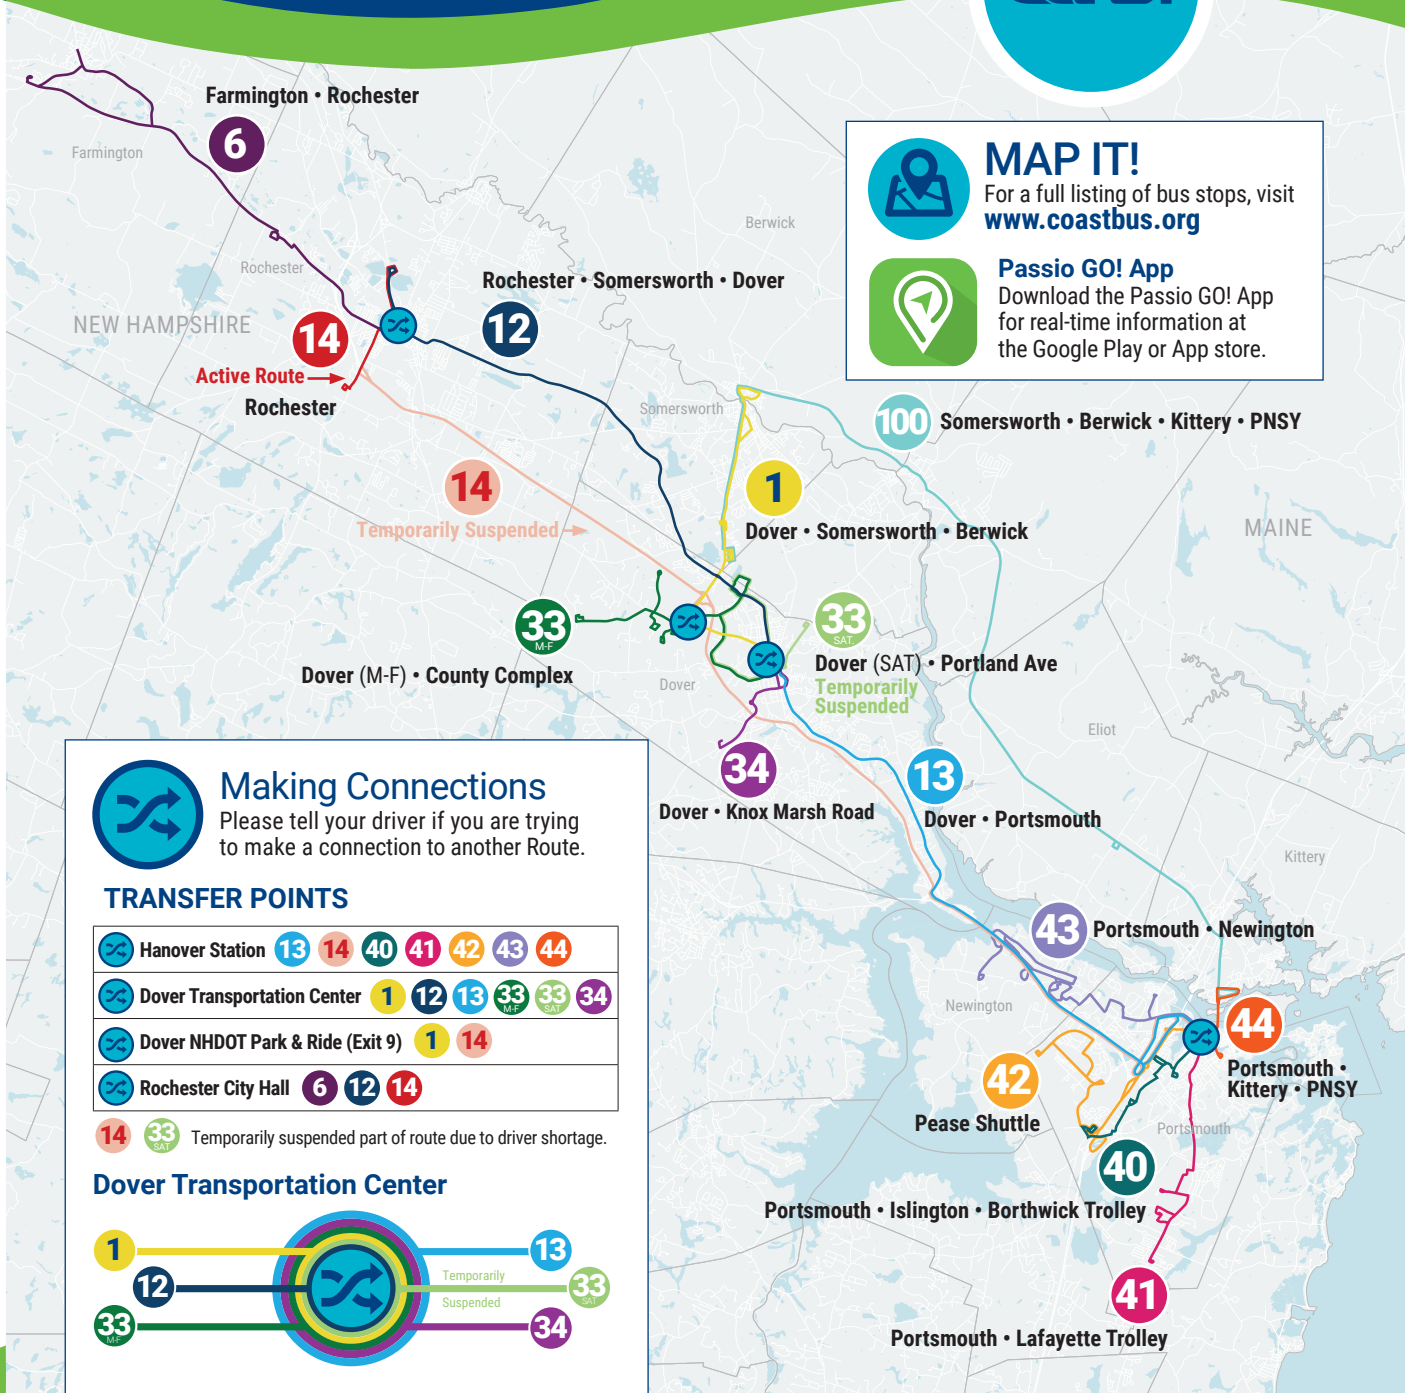 Farmington • Rochester
6
Farmington
MAP IT!
For a full listing of bus stops, visit
www.coastbus.org
Passio GO! App
Download the Passio GO! App
for real-time information at
the Google Play or App store.
Berwick
Rochester
Rochester • Somersworth • Dover
12
NEW HAMPSHIRE
14
Active Route
Rochester
Somersworth
100 Somersworth • Berwick • Kittery • PNSY
14
Temporarily Suspended
1
Dover • Somersworth • Berwick
MAINE
33
M-F
Dover (M-F) • County Complex
33
SAT.
Dover (SAT) • Portland Ave
Temporarily
Suspended
Dover
Eliot
34
Dover • Knox Marsh Road
13
Dover • Portsmouth
Kittery
43 Portsmouth • Newington
Newington
44
Portsmouth •
Kittery • PNSY
42
Pease Shuttle
Portsmouth
40
Portsmouth • Islington • Borthwick Trolley
41
Portsmouth • Lafayette Trolley
Making Connections
Please tell your driver if you are trying
to make a connection to another Route.
TRANSFER POINTS
Hanover Station 13 14 40 41 42 43 44
Dover Transportation Center 1 12 13 33 M-F 33 SAT 34
Dover NHDOT Park & Ride (Exit 9) 1 14
Rochester City Hall 6 12 14
14 33 SAT Temporarily suspended part of route due to driver shortage.
Dover Transportation Center
1
12
33
M-F
13
Temporarily
Suspended
33
SAT
34